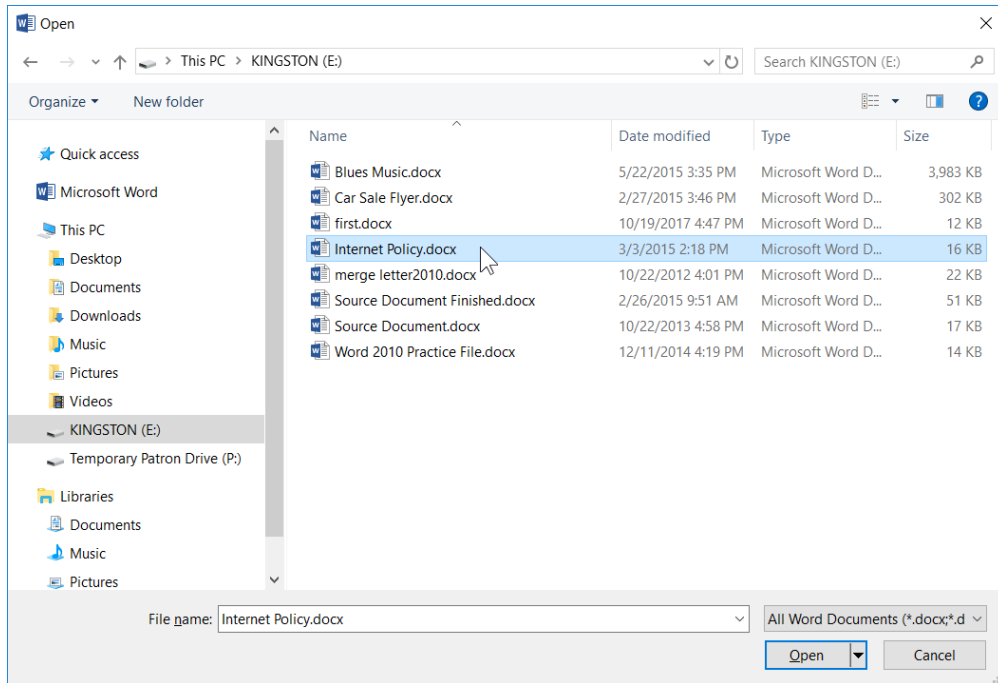 Open
This PC > KINGSTON (E:)
Search KINGSTON (E:)
Organize
New folder
Name Date modified Type Size
Quick access
Microsoft Word
This PC
Desktop
Documents
Downloads
Music
Pictures
Videos
KINGSTON (E:)
Temporary Patron Drive (P:)
Libraries
Documents
Music
Pictures
Blues Music.docx 5/22/2015 3:35 PM Microsoft Word D... 3,983 KB
Car Sale Flyer.docx 2/27/2015 3:46 PM Microsoft Word D... 302 KB
first.docx 10/19/2017 4:47 PM Microsoft Word D... 12 KB
Internet Policy.docx 3/3/2015 2:18 PM Microsoft Word D... 16 KB
merge letter2010.docx 10/22/2012 4:01 PM Microsoft Word D... 22 KB
Source Document Finished.docx 2/26/2015 9:51 AM Microsoft Word D... 51 KB
Source Document.docx 10/22/2013 4:58 PM Microsoft Word D... 17 KB
Word 2010 Practice File.docx 12/11/2014 4:19 PM Microsoft Word D... 14 KB
File name: Internet Policy.docx
All Word Documents (*.docx;*.d
Open
Cancel